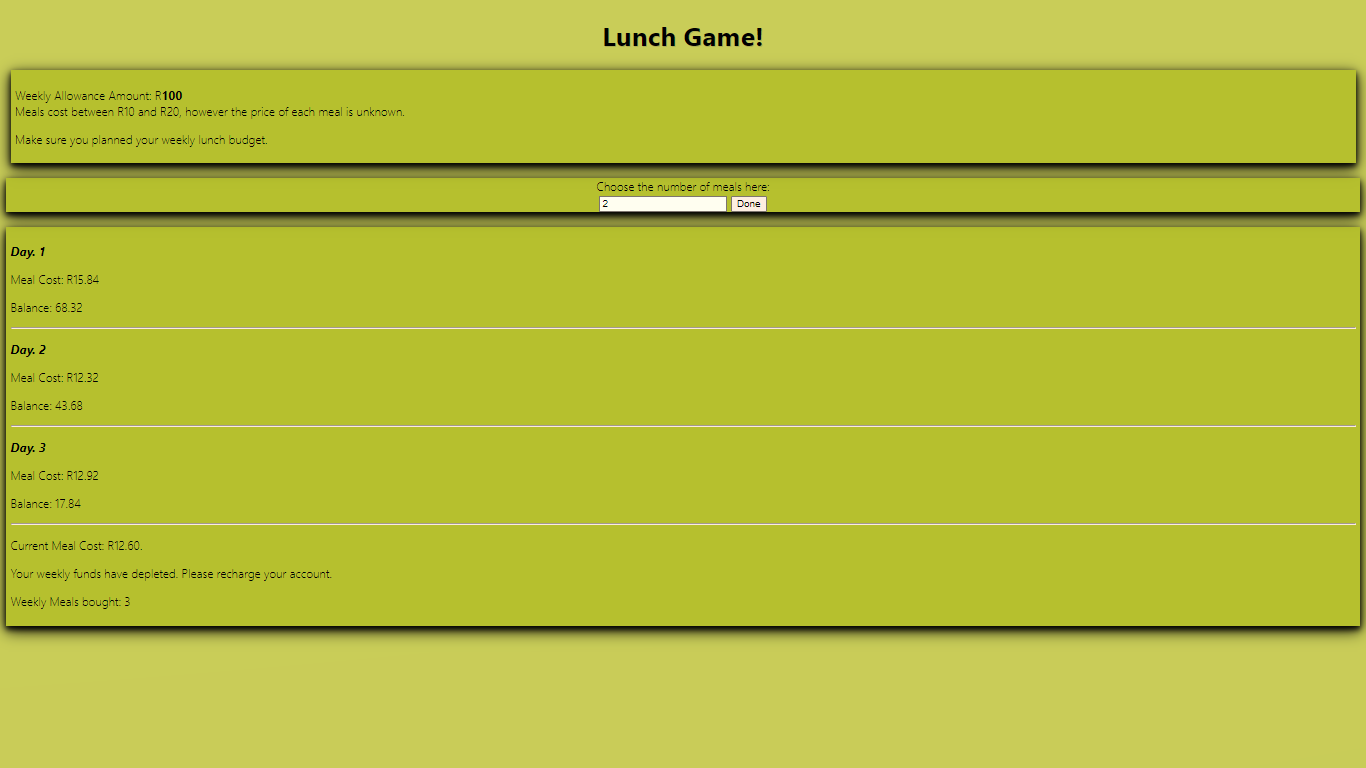 Lunch Game!
Weekly Allowance Amount: R100
Meals cost between R10 and R20, however the price of each meal is unknown.
Make sure you planned your weekly lunch budget.
Choose the number of meals here:
2 Done
Day. 1
Meal Cost: R15.84
Balance: 68.32
Day. 2
Meal Cost: R12.32
Balance: 43.68
Day. 3
Meal Cost: R12.92
Balance: 17.84
Current Meal Cost: R12.60.
Your weekly funds have depleted. Please recharge your account.
Weekly Meals bought: 3